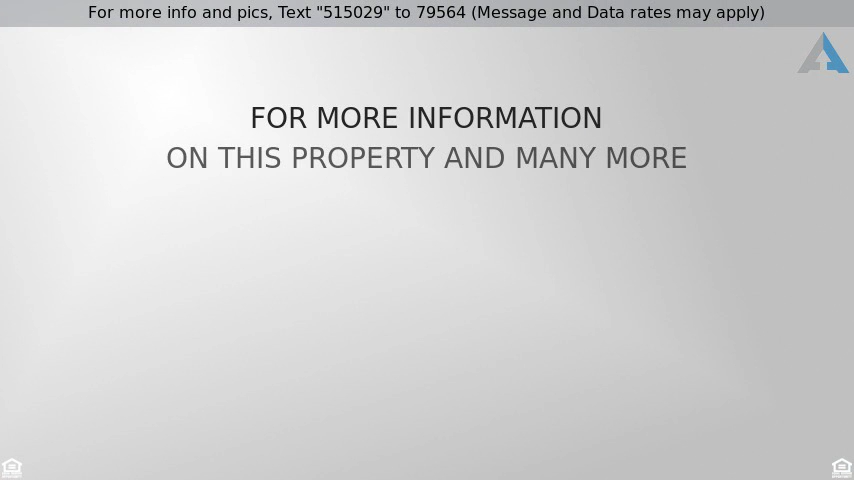 For more info and pics, Text "515029" to 79564 (Message and Data rates may apply)
FOR MORE INFORMATION
ON THIS PROPERTY AND MANY MORE